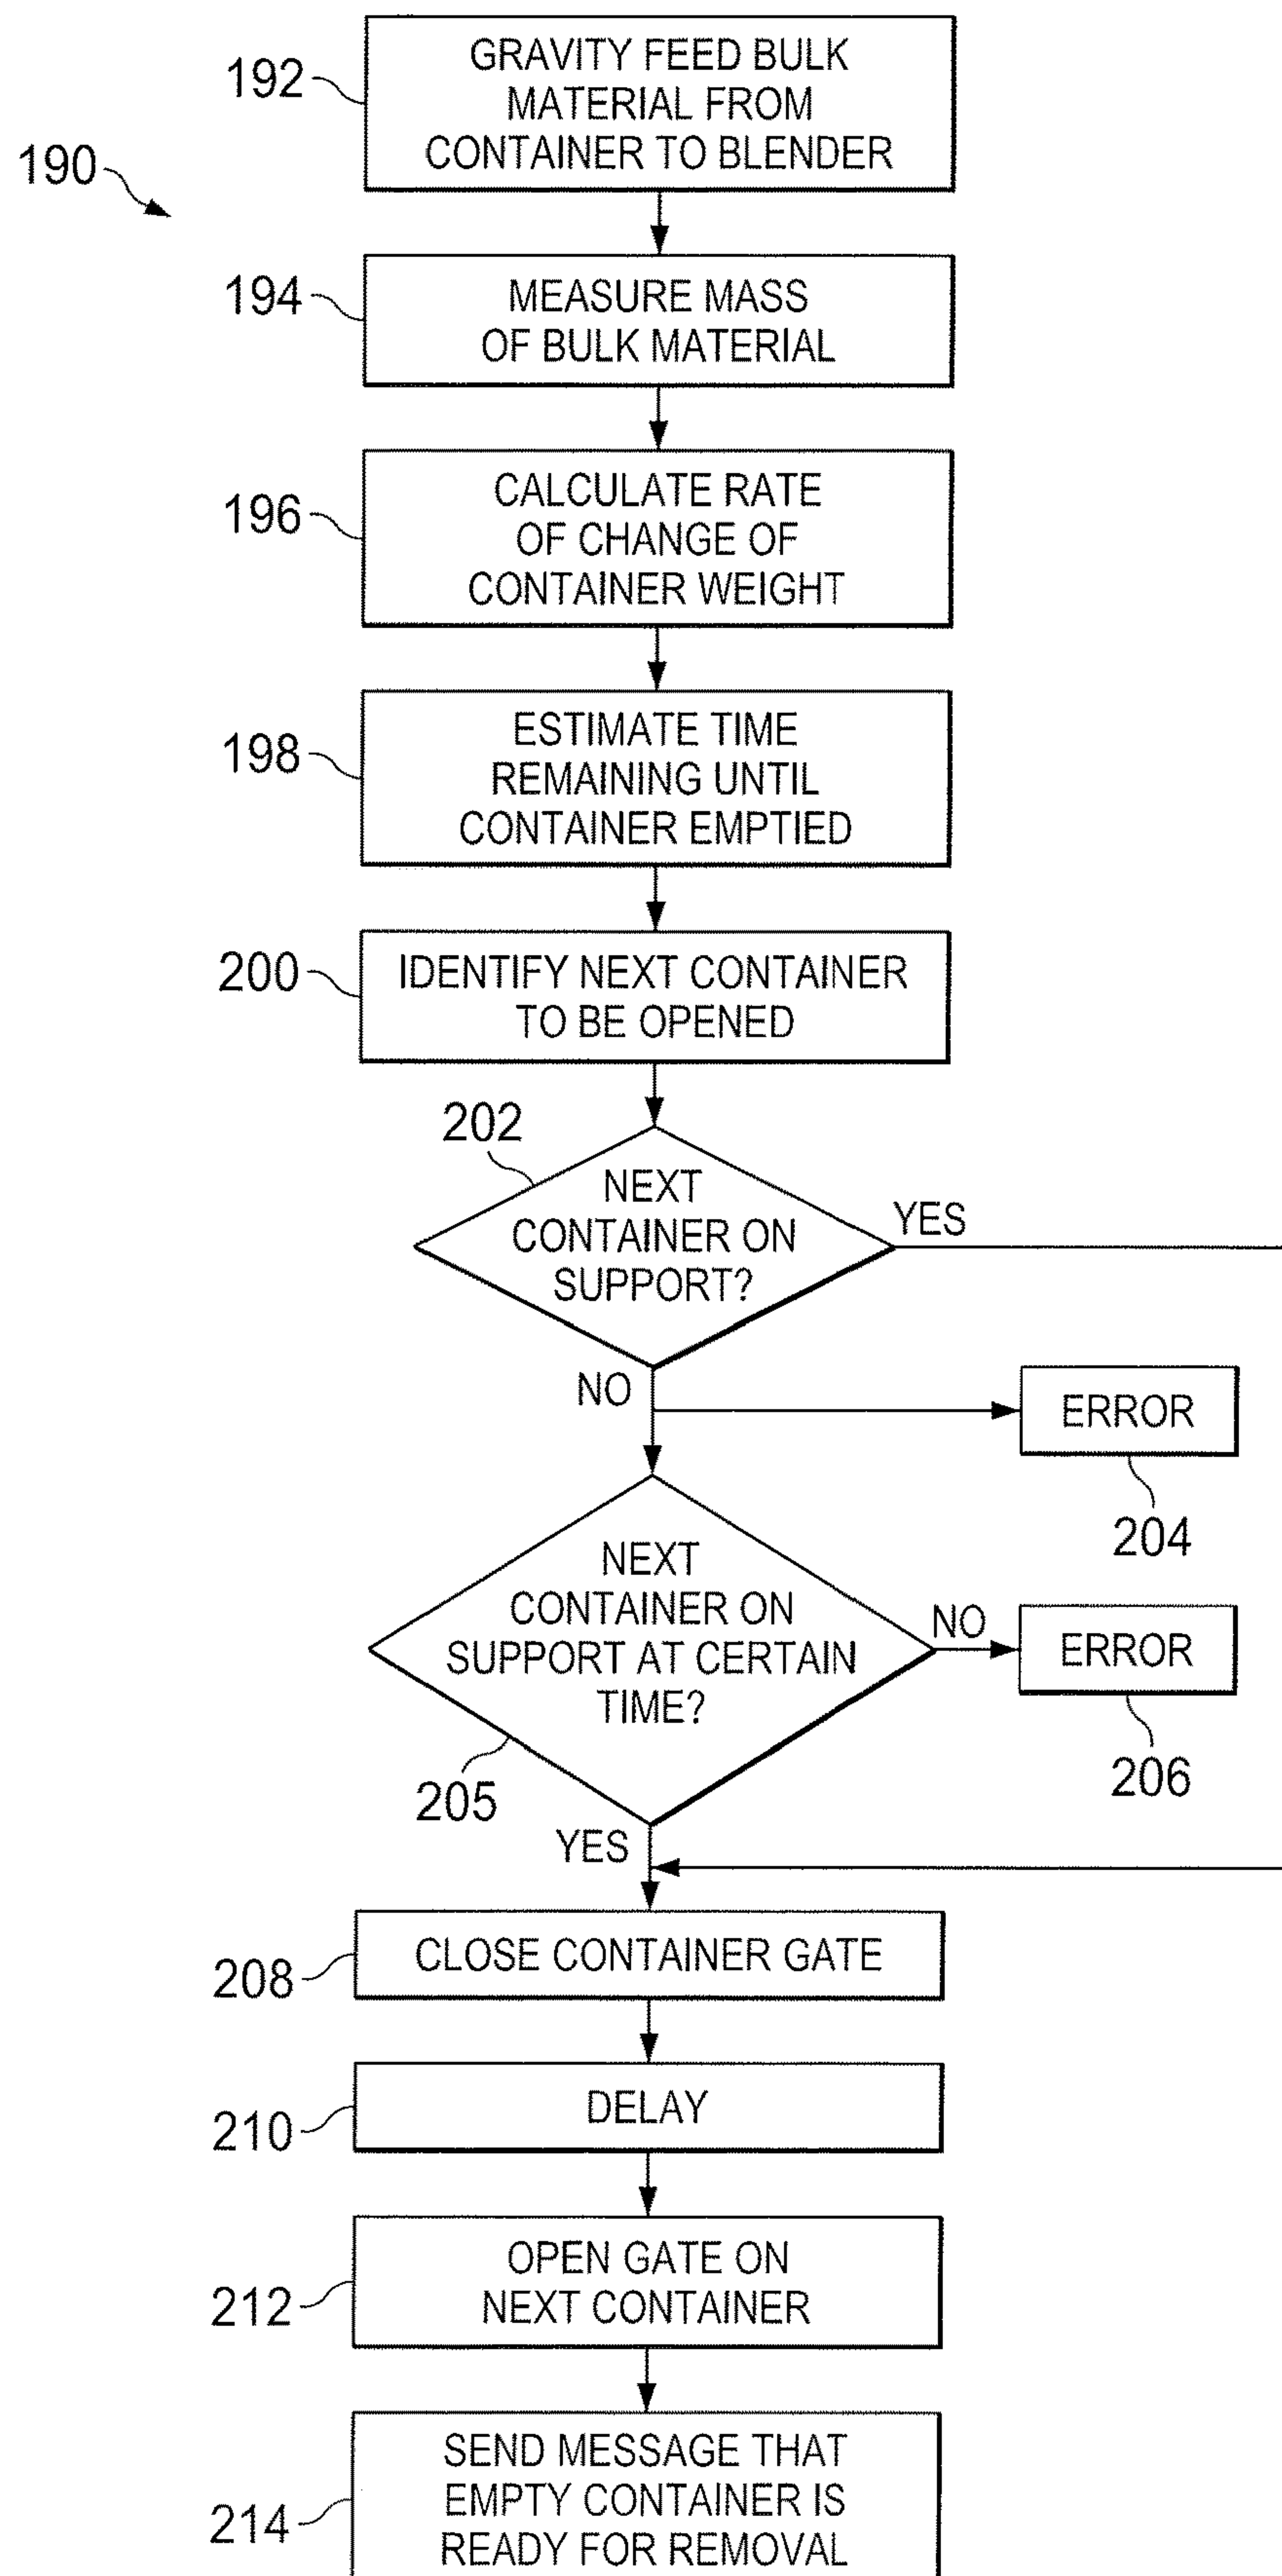 192
GRAVITY FEED BULK
MATERIAL FROM
CONTAINER TO BLENDER
190
194
MEASURE MASS
OF BULK MATERIAL
196
CALCULATE RATE
OF CHANGE OF
CONTAINER WEIGHT
198
ESTIMATE TIME
REMAINING UNTIL
CONTAINER EMPTIED
200
IDENTIFY NEXT CONTAINER
TO BE OPENED
202
NEXT
CONTAINER ON
SUPPORT?
YES
NO
ERROR
204
NEXT
CONTAINER ON
SUPPORT AT CERTAIN
TIME?
NO
ERROR
206
205
YES
208
CLOSE CONTAINER GATE
210
DELAY
212
OPEN GATE ON
NEXT CONTAINER
214
SEND MESSAGE THAT
EMPTY CONTAINER IS
READY FOR REMOVAL